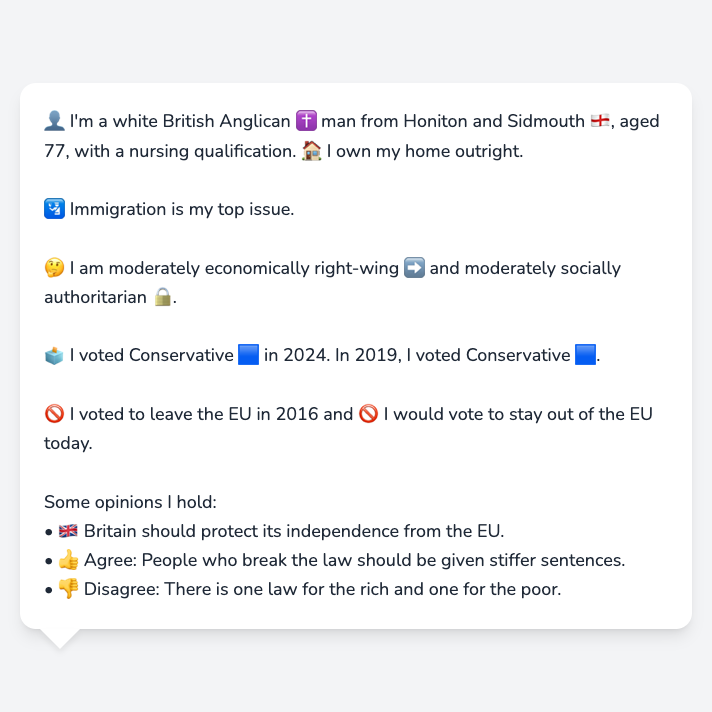 👤 I'm a white British Anglican ✝️ man from Honiton and Sidmouth 🏴󠁧󠁢󠁥󠁮󠁧󠁿, aged
77, with a nursing qualification. 🏠 I own my home outright.
🛂 Immigration is my top issue.
🤔 I am moderately economically right-wing ➡️ and moderately socially
authoritarian 🔒.
🗳️ I voted Conservative 🟦 in 2024. In 2019, I voted Conservative 🟦.
🚫 I voted to leave the EU in 2016 and 🚫 I would vote to stay out of the EU
today.
Some opinions I hold:
• 🇬🇧 Britain should protect its independence from the EU.
• 👍 Agree: People who break the law should be given stiffer sentences.
• 👎 Disagree: There is one law for the rich and one for the poor.